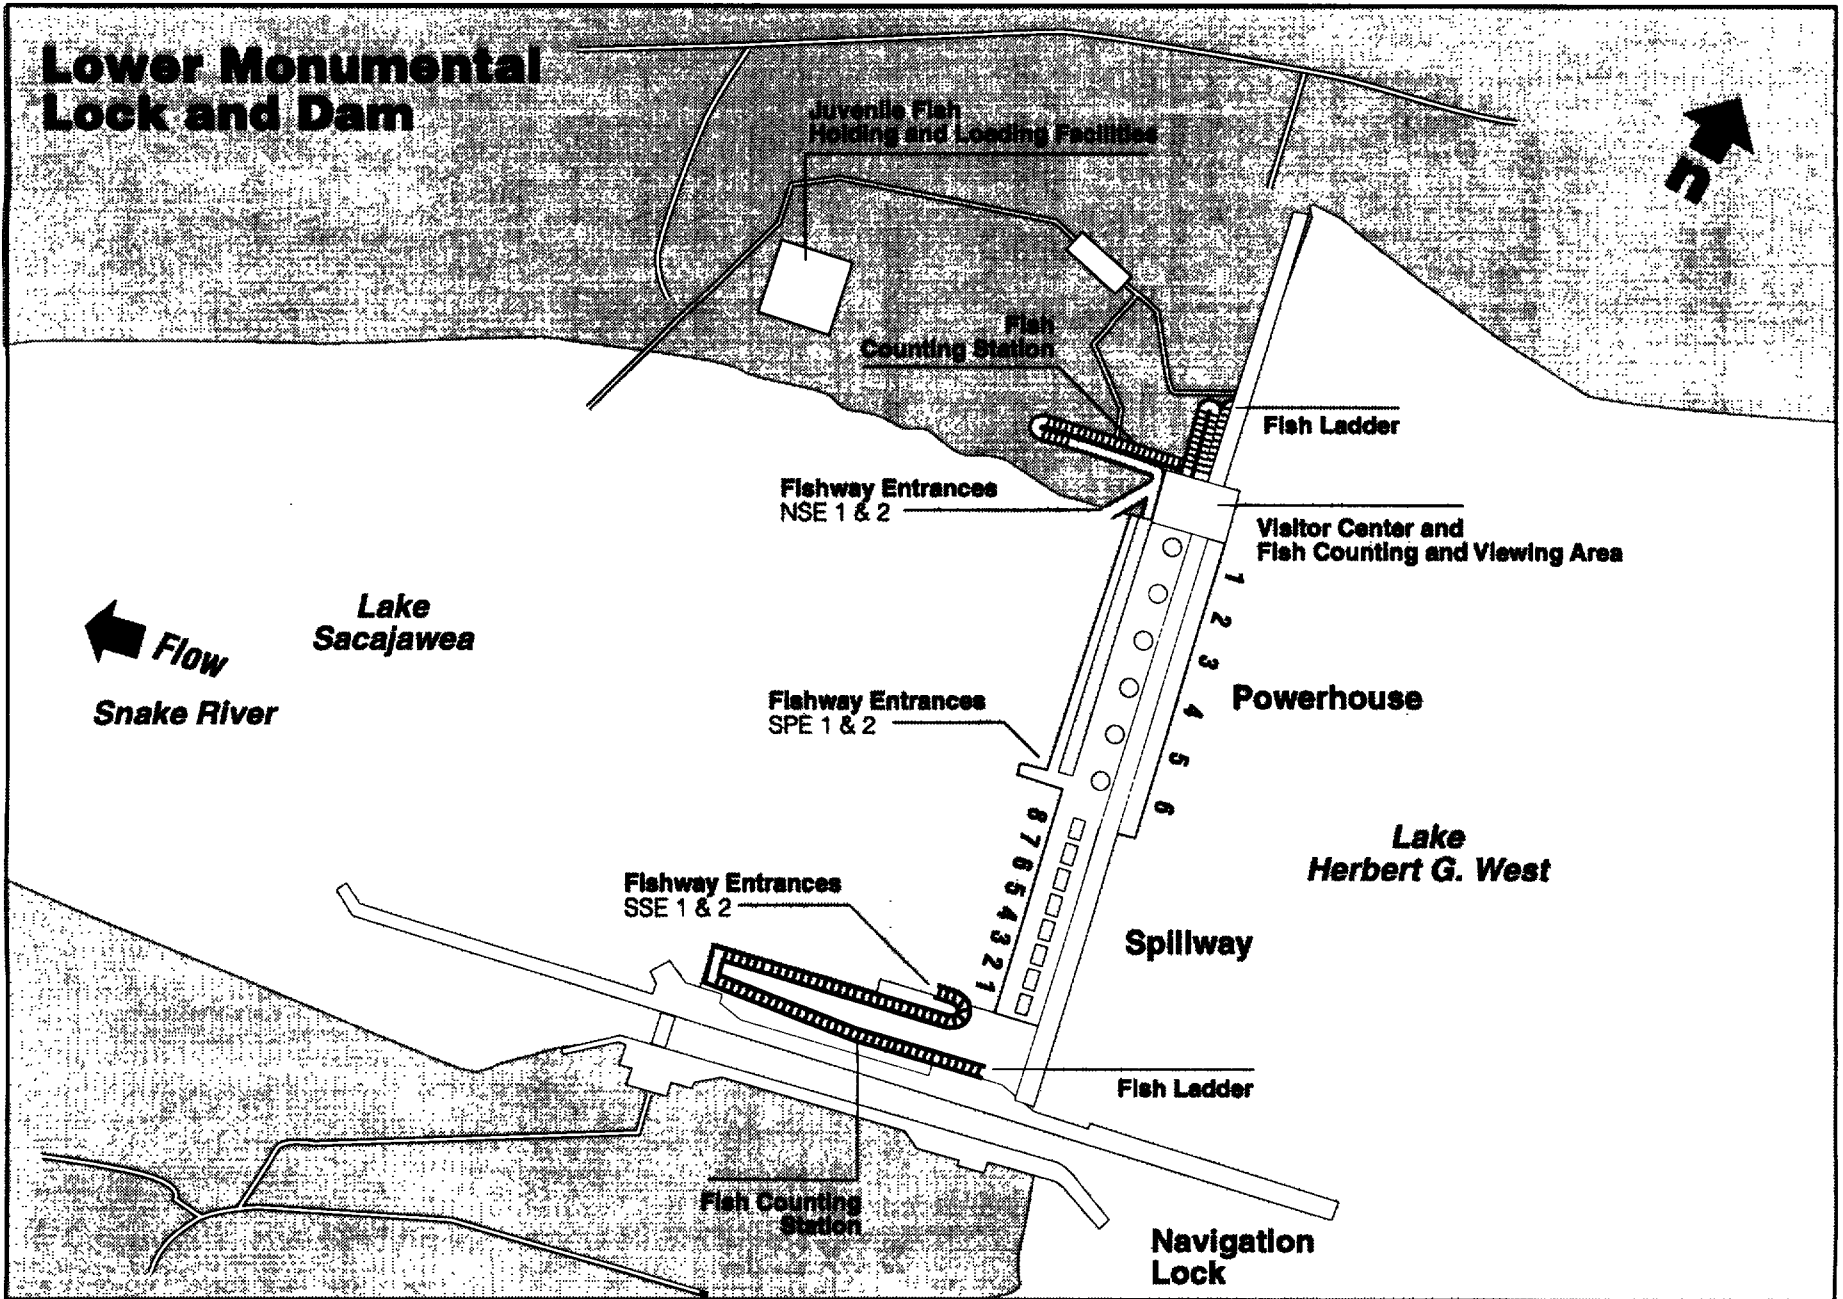 Lower Monumental
Lock and Dam
Juvenile Fish
Holding and Loading Facilities
n
Fish
Counting Station
Fish Ladder
Fishway Entrances
NSE 1 & 2
Visitor Center and
Fish Counting and Viewing Area
1
2
3
4
5
6
Lake
Sacajawea
Flow
Snake River
Powerhouse
Fishway Entrances
SPE 1 & 2
8
7
6
5
4
3
2
1
Lake
Herbert G. West
Fishway Entrances
SSE 1 & 2
Spillway
Fish Ladder
Fish Counting
Station
Navigation
Lock